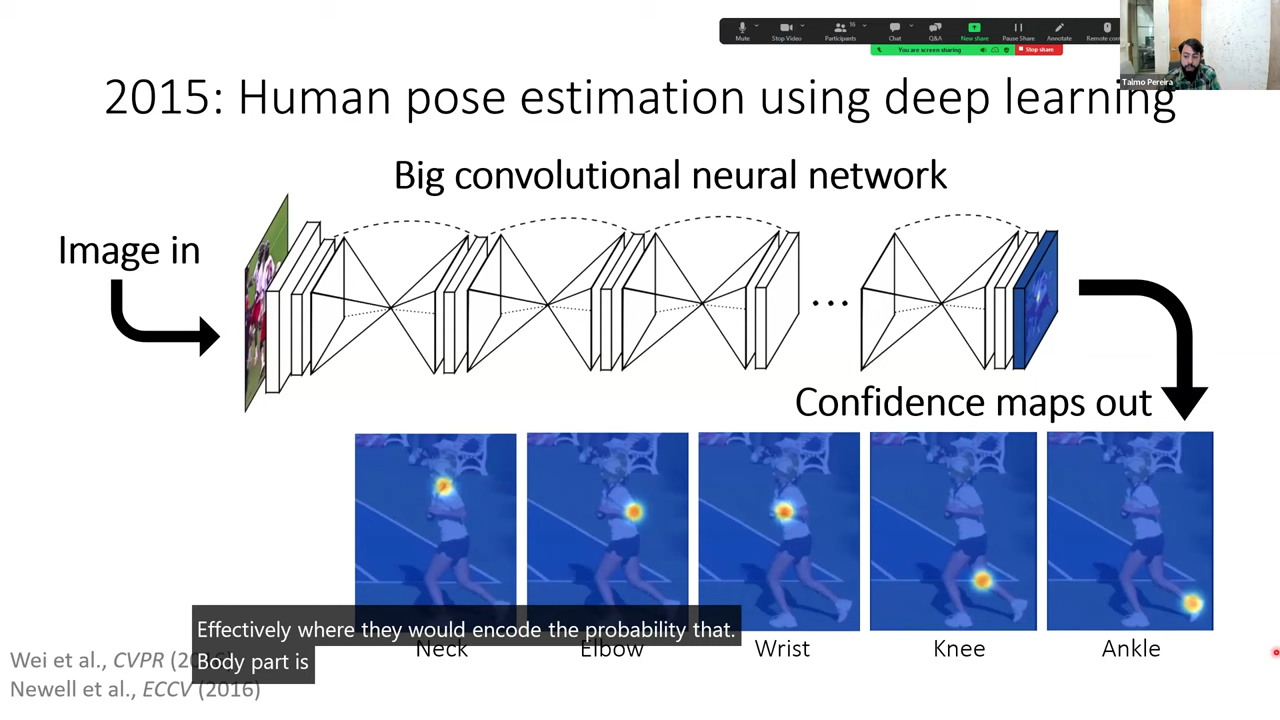 Mute
Stop Video
16
Participants
Chat
Q&A
New share
Pause Share
Annotate
You are screen sharing
Stop share
Talmo Pereira
2015: Human pose estimation using deep learning
Big convolutional neural network
Image in
...
Confidence maps out
Effectively where they would encode the probability that.
Body part is
Neck
Elbow
Wrist
Knee
Ankle
Wei et al., CVPR
Newell et al., ECCV (2016)